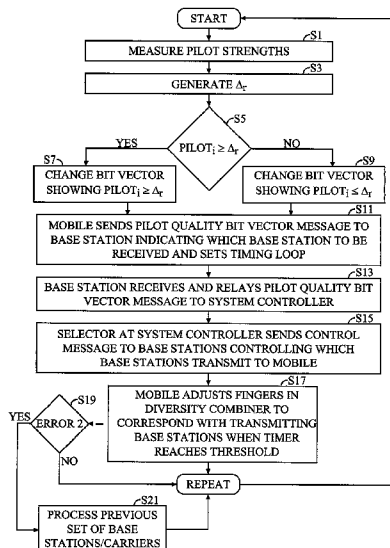 START
S1
MEASURE PILOT STRENGTHS
S3
GENERATE Δr
S5
PILOTi ≥ Δr
YES
NO
S7
CHANGE BIT VECTOR
SHOWING PILOTi ≥ Δr
S9
CHANGE BIT VECTOR
SHOWING PILOTi ≤ Δr
S11
MOBILE SENDS PILOT QUALITY BIT VECTOR MESSAGE TO
BASE STATION INDICATING WHICH BASE STATION TO BE
RECEIVED AND SETS TIMING LOOP
S13
BASE STATION RECEIVES AND RELAYS PILOT QUALITY BIT
VECTOR MESSAGE TO SYSTEM CONTROLLER
S15
SELECTOR AT SYSTEM CONTROLLER SENDS CONTROL
MESSAGE TO BASE STATIONS CONTROLLING WHICH
BASE STATIONS TRANSMIT TO MOBILE
S17
MOBILE ADJUSTS FINGERS IN
DIVERSITY COMBINER TO
CORRESPOND WITH TRANSMITTING
BASE STATIONS WHEN TIMER
REACHES THRESHOLD
S19
YES
ERROR 2
NO
REPEAT
S21
PROCESS PREVIOUS
SET OF BASE
STATIONS/CARRIERS